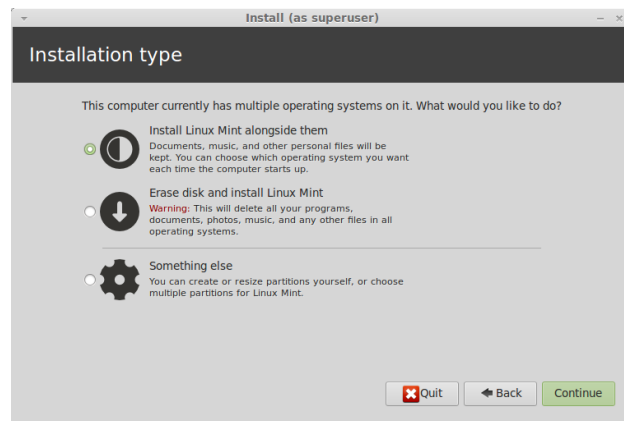 Install (as superuser)
Installation type
This computer currently has multiple operating systems on it. What would you like to do?
Install Linux Mint alongside them
Documents, music, and other personal files will be
kept. You can choose which operating system you want
each time the computer starts up.
Erase disk and install Linux Mint
Warning: This will delete all your programs,
documents, photos, music, and any other files in all
operating systems.
Something else
You can create or resize partitions yourself, or choose
multiple partitions for Linux Mint.
Quit
Back
Continue